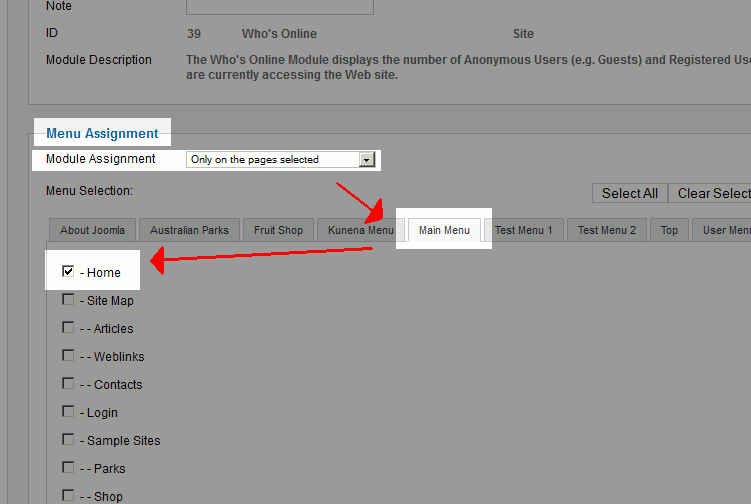 Note
ID 39 Who's Online Site
Module Description The Who's Online Module displays the number of Anonymous Users (e.g. Guests) and Registered Use
are currently accessing the Web site.
Menu Assignment
Module Assignment Only on the pages selected
Menu Selection: Select All Clear Select
About Joomla Australian Parks Fruit Shop Kunena Menu Main Menu Test Menu 1 Test Menu 2 Top User Menu
- Home
- Site Map
- - Articles
- - Weblinks
- - Contacts
- Login
- Sample Sites
- - Parks
- - Shop